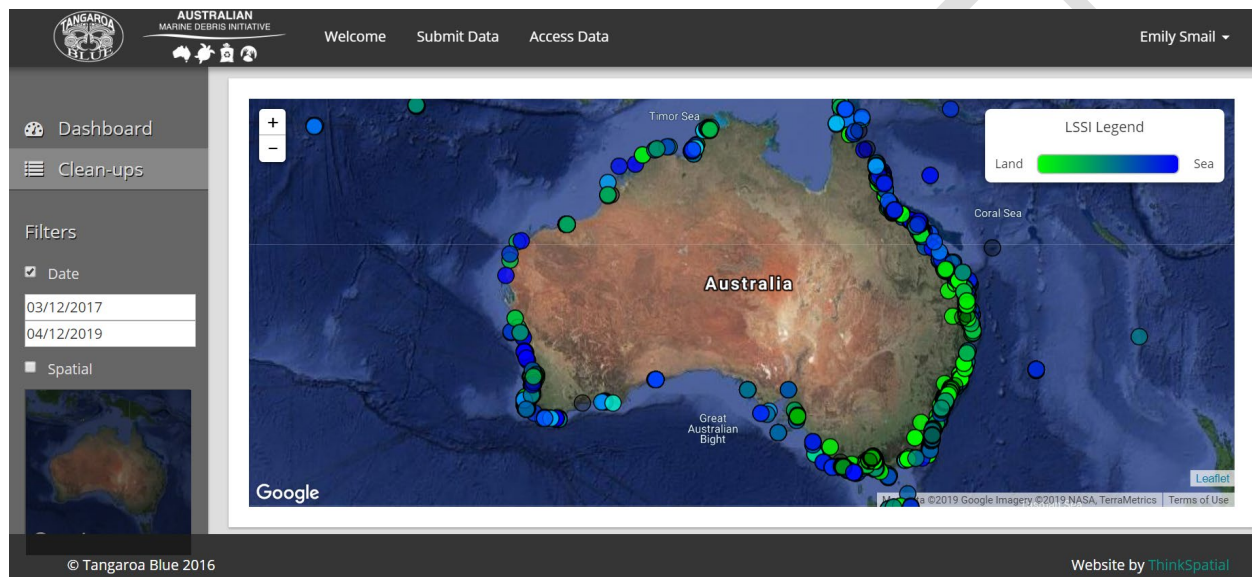 TANGAROA
BLUE
AUSTRALIAN
MARINE DEBRIS INITIATIVE
Welcome
Submit Data
Access Data
Emily Smail
Dashboard
Clean-ups
Filters
Date
03/12/2017
04/12/2019
Spatial
+
-
Timor Sea
LSSI Legend
Land
Sea
Coral Sea
Australia
Great
Australian
Bight
Google
Leaflet
©2019 Google Imagery ©2019 NASA, TerraMetrics
Terms of Use
© Tangaroa Blue 2016
Website by ThinkSpatial